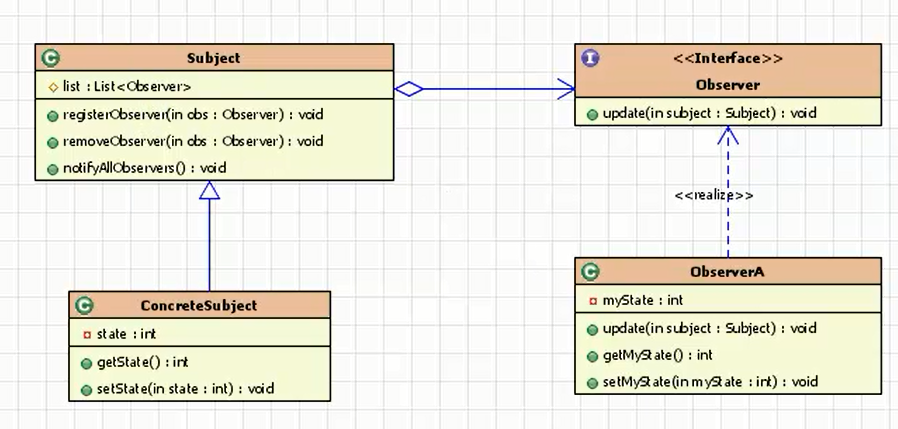 C
Subject
list : List<Observer>
registerObserver(in obs : Observer) : void
removeObserver(in obs : Observer) : void
notifyAllObservers() : void
I
<<Interface>>
Observer
update(in subject : Subject) : void
<<realize>>
C
ConcreteSubject
state : int
getState() : int
setState(in state : int) : void
C
ObserverA
myState : int
update(in subject : Subject) : void
getMyState() : int
setMyState(in myState : int) : void